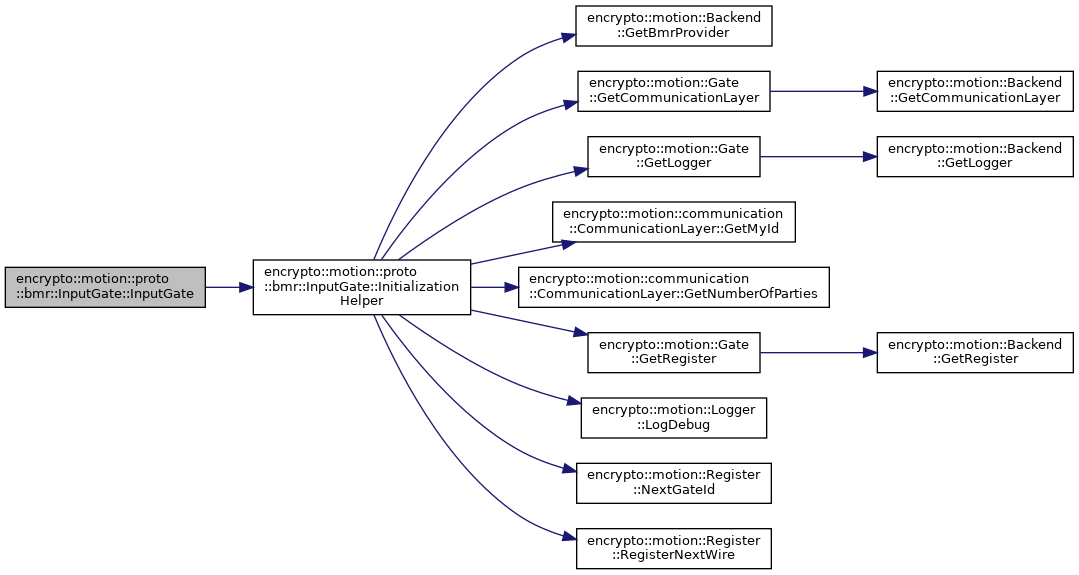 encrypto::motion::proto
::bmr::InputGate::InputGate
encrypto::motion::proto
::bmr::InputGate::Initialization
Helper
encrypto::motion::Backend
::GetBmrProvider
encrypto::motion::Gate
::GetCommunicationLayer
encrypto::motion::Backend
::GetCommunicationLayer
encrypto::motion::Gate
::GetLogger
encrypto::motion::Backend
::GetLogger
encrypto::motion::communication
::CommunicationLayer::GetMyId
encrypto::motion::communication
::CommunicationLayer::GetNumberOfParties
encrypto::motion::Gate
::GetRegister
encrypto::motion::Backend
::GetRegister
encrypto::motion::Logger
::LogDebug
encrypto::motion::Register
::NextGateId
encrypto::motion::Register
::RegisterNextWire